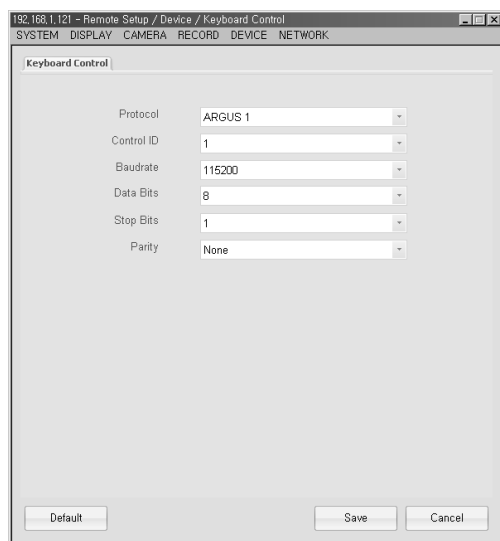 192,168,1,121 - Remote Setup / Device / Keyboard Control
SYSTEM DISPLAY CAMERA RECORD DEVICE NETWORK
Keyboard Control
Protocol ARGUS 1
Control ID 1
Baudrate 115200
Data Bits 8
Stop Bits 1
Parity None
Default Save Cancel